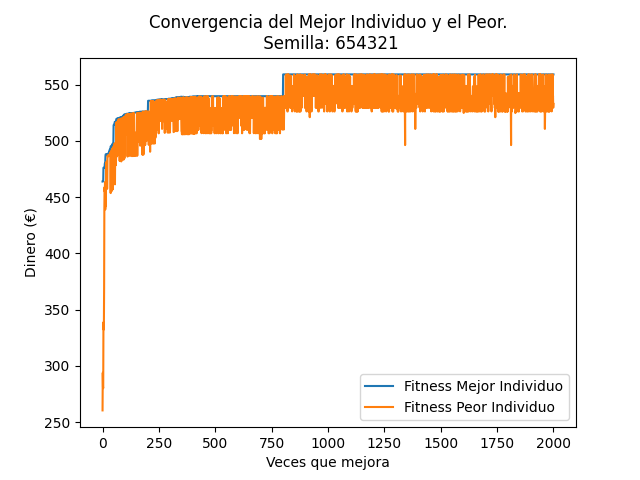 Convergencia del Mejor Individuo y el Peor.
Semilla: 654321
Dinero (€)
550
500
450
400
350
300
250
0
250
500
750
1000
1250
1500
1750
2000
Veces que mejora
Fitness Mejor Individuo
Fitness Peor Individuo